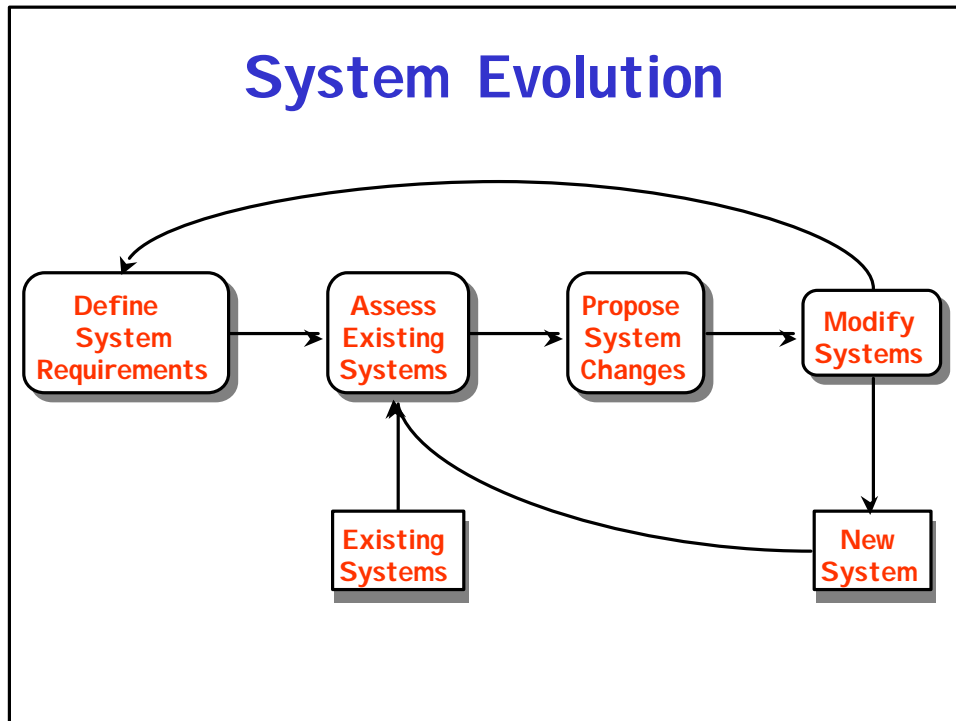 System Evolution
Define
System
Requirements
Assess
Existing
Systems
Propose
System
Changes
Modify
Systems
Existing
Systems
New
System